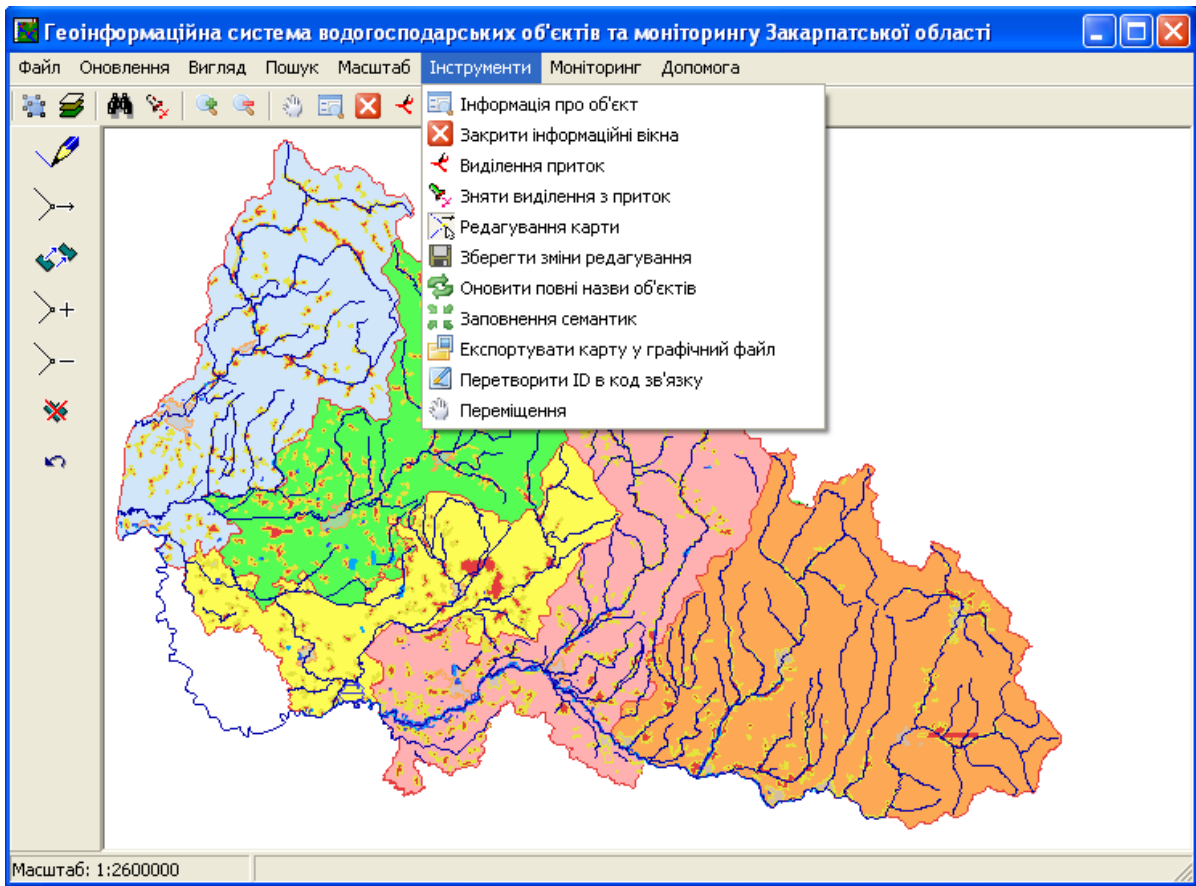 Геоінформаційна система водогосподарських об'єктів та моніторингу Закарпатської області
Файл Оновлення Вигляд Пошук Масштаб Інструменти Моніторинг Допомога
Інформація про об'єкт
Закрити інформаційні вікна
Виділення приток
Зняти виділення з приток
Редагування карти
Зберегти зміни редагування
Оновити повні назви об'єктів
Заповнення семантик
Експортувати карту у графічний файл
Перетворити ID в код зв'язку
Переміщення
Масштаб: 1:2600000